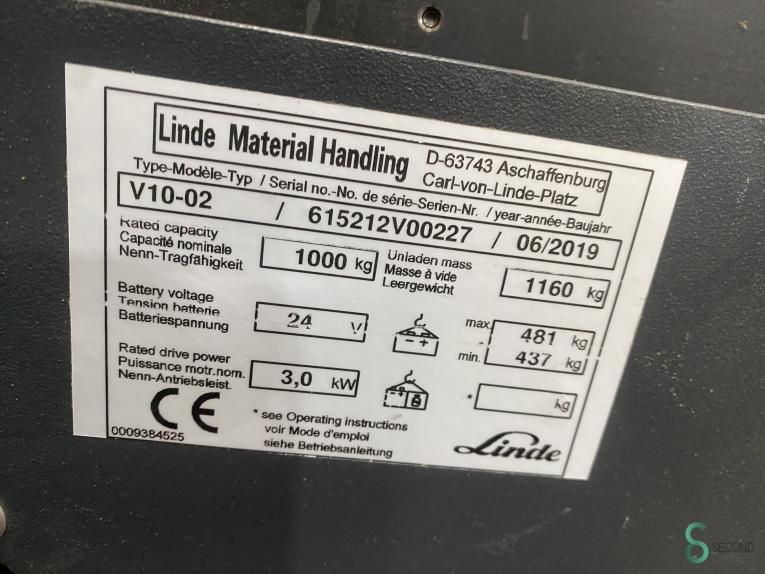 Linde Material Handling
D-63743 Aschaffenburg
Carl-von-Linde-Platz
Type-Modèle-Typ / Serial no.-No. de série-Serien-Nr. / year-année-Baujahr
V10-02 / 615212V00227 / 06/2019
Rated capacity
Capacité nominale
Nenn-Tragfähigkeit
1000 kg
Unladen mass
Masse à vide
Leergewicht
1160 kg
Battery voltage
Tension batterie
Batteriespannung
24 V
- +
max. 481 kg
min. 437 kg
Rated drive power
Puissance motr.nom.
Nenn-Antriebsleist.
3,0 kW
* kg
CE
0009384525
* see Operating instructions
voir Mode d'emploi
siehe Betriebsanleitung
Linde
SECOND
CORNER